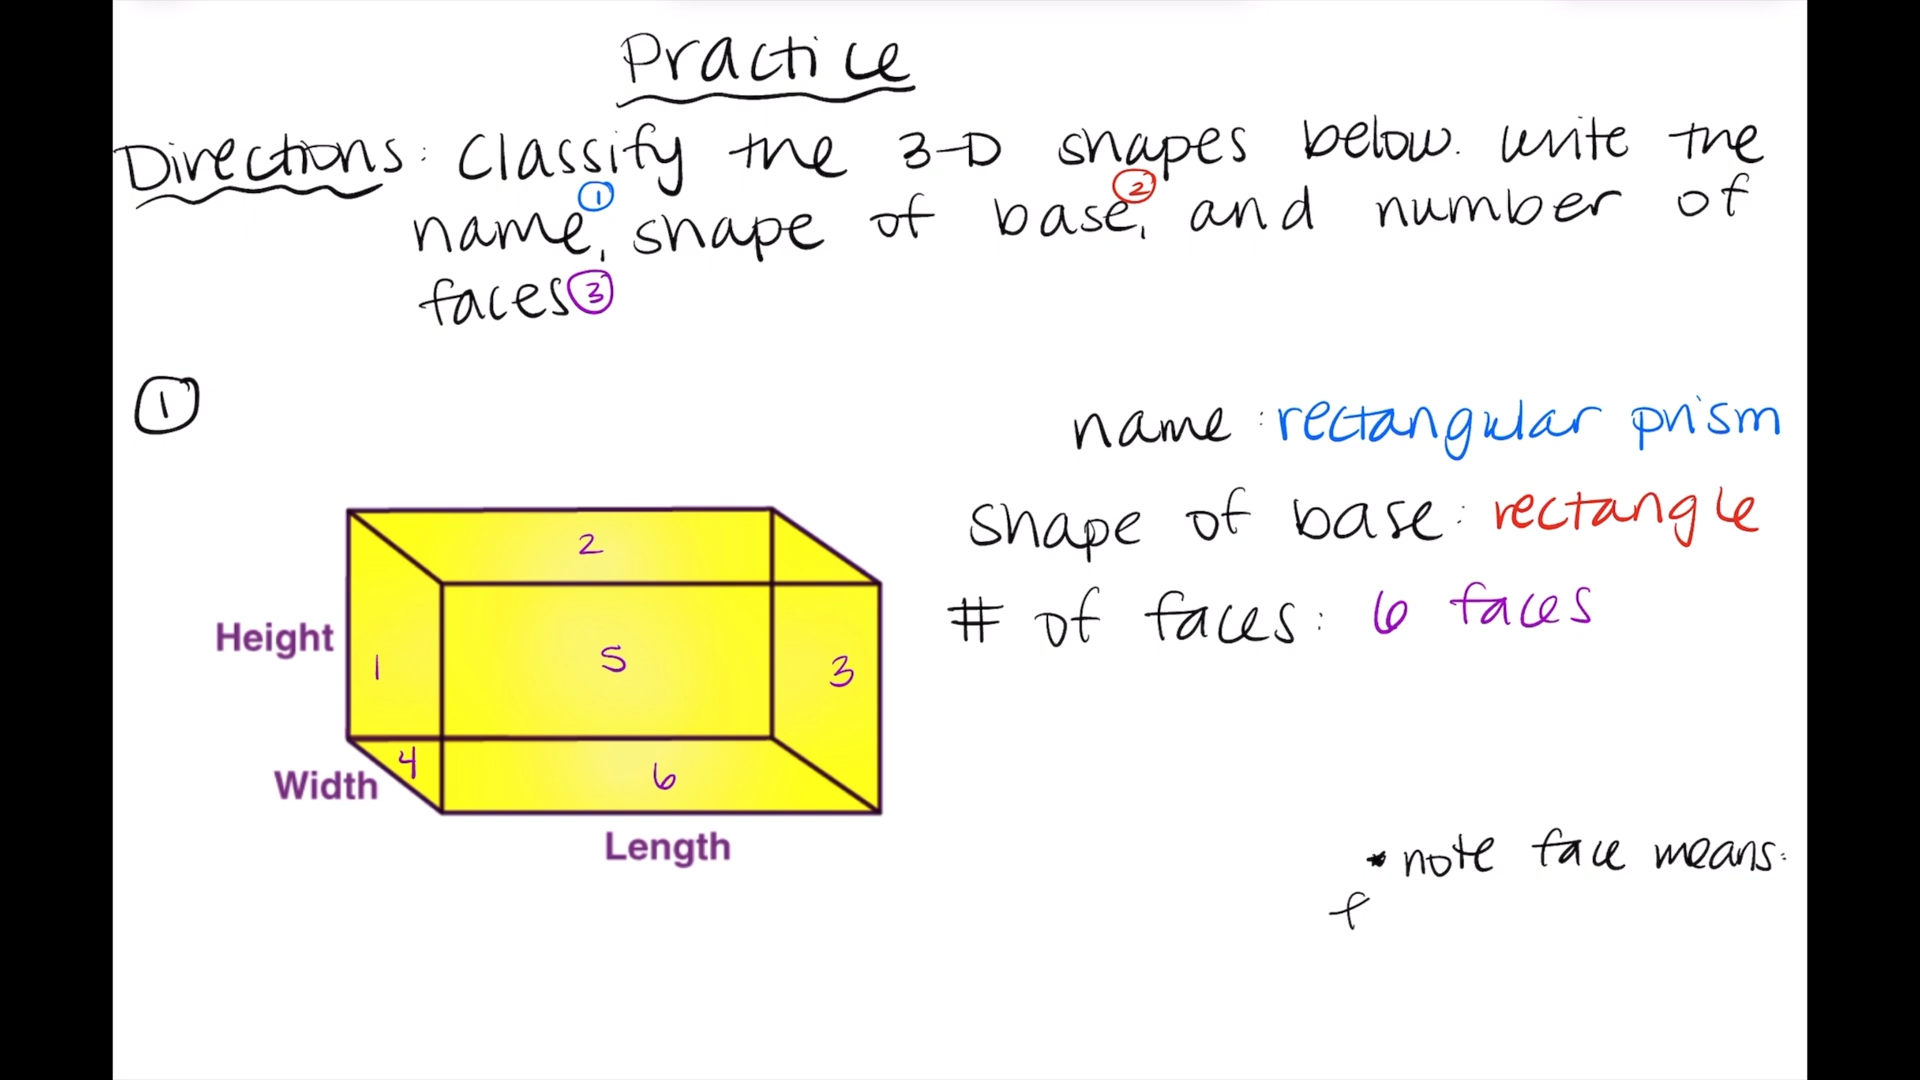 Practice
Directions: Classify the 3-D shapes below. Write the
name, ① shape of base, ② and number of
faces ③
①
name: rectangular prism
shape of base: rectangle
# of faces: 6 faces
2
Height
1
5
3
4
6
Width
Length
* note face means:
f